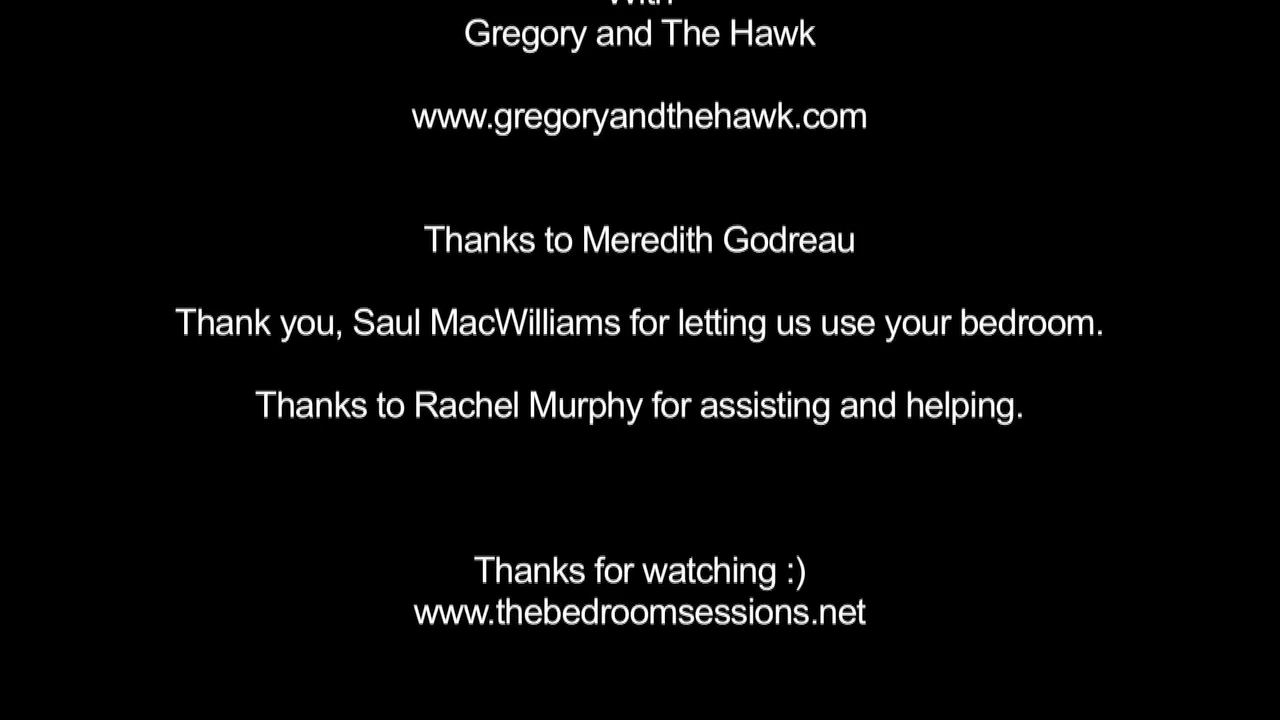 With
Gregory and The Hawk
www.gregoryandthehawk.com
Thanks to Meredith Godreau
Thank you, Saul MacWilliams for letting us use your bedroom.
Thanks to Rachel Murphy for assisting and helping.
Thanks for watching :)
www.thebedroomsessions.net